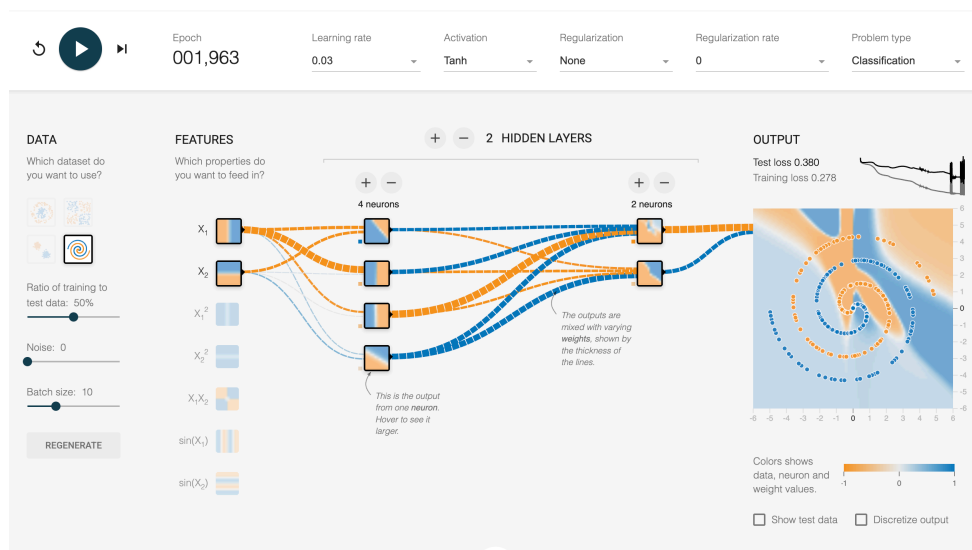 Epoch
001,963
Learning rate
0.03
Activation
Tanh
Regularization
None
Regularization rate
0
Problem type
Classification
DATA
Which dataset do
you want to use?
Ratio of training to
test data: 50%
Noise: 0
Batch size: 10
REGENERATE
FEATURES
Which properties do
you want to feed in?
X₁
X₂
X₁²
X₂²
X₁X₂
sin(X₁)
sin(X₂)
+ − 2 HIDDEN LAYERS
+ −
4 neurons
+ −
2 neurons
The outputs are
mixed with varying
weights, shown by
the thickness of
the lines.
This is the output
from one neuron.
Hover to see it
larger.
OUTPUT
Test loss 0.380
Training loss 0.278
6
5
4
3
2
1
0
-1
-2
-3
-4
-5
-6
-6 -5 -4 -3 -2 -1 0 1 2 3 4 5 6
Colors shows
data, neuron and
weight values.
-1 0 1
Show test data
Discretize output